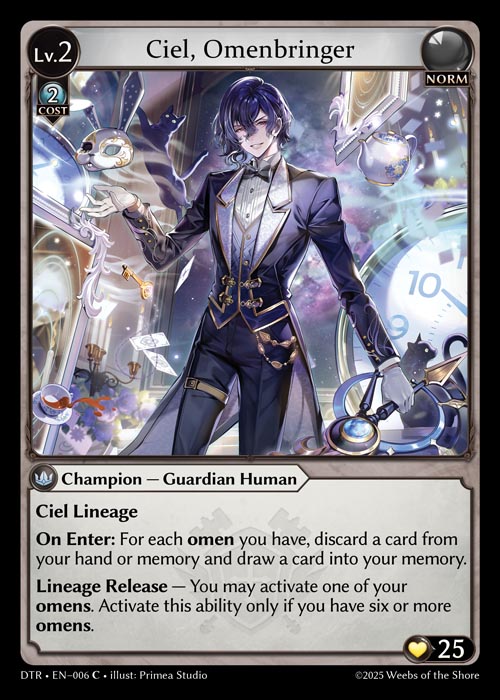 Lv.2
Ciel, Omenbringer
NORM
2
COST
10
9
Champion — Guardian Human
Ciel Lineage
On Enter: For each omen you have, discard a card from
your hand or memory and draw a card into your memory.
Lineage Release — You may activate one of your
omens. Activate this ability only if you have six or more
omens.
25
DTR • EN–006 C • illust: Primea Studio
©2025 Weebs of the Shore